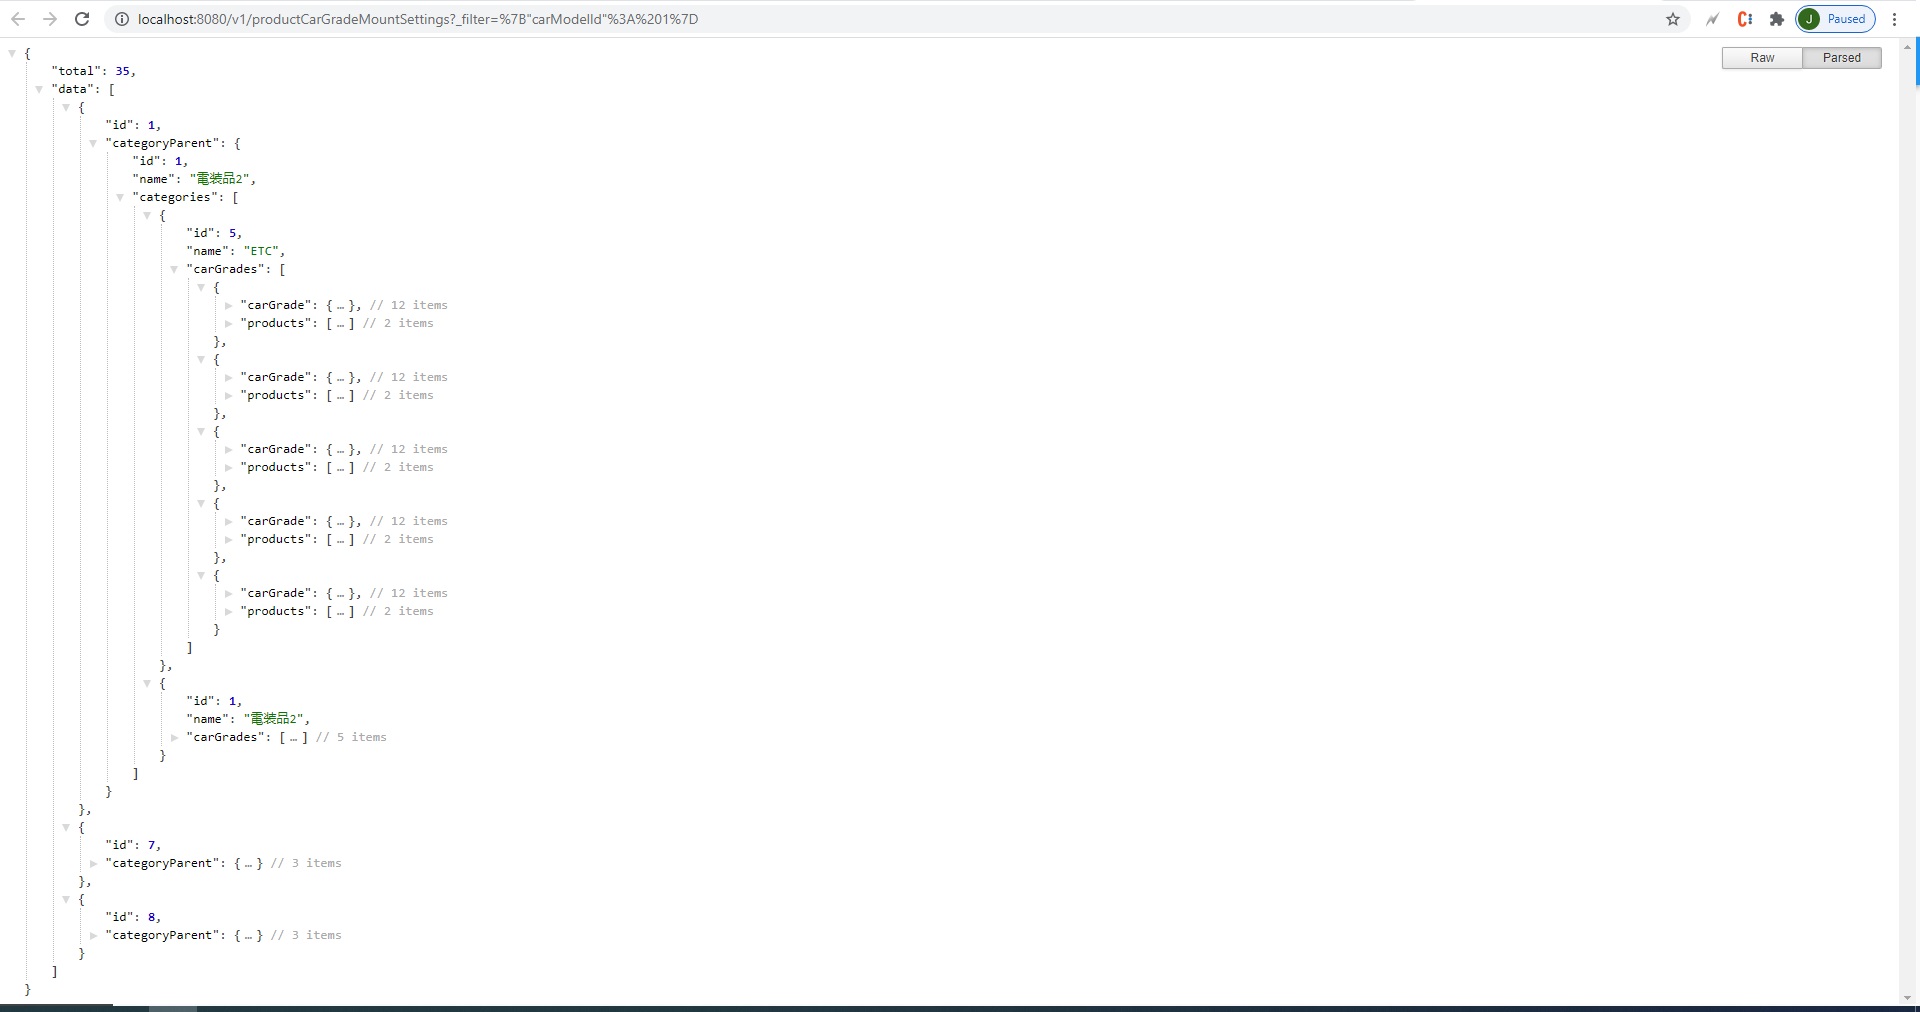 localhost:8080/v1/productCarGradeMountSettings?_filter=%7B"carModelId"%3A%201%7D
J Paused
Raw Parsed
{
"total": 35,
"data": [
{
"id": 1,
"categoryParent": {
"id": 1,
"name": "電装品2",
"categories": [
{
"id": 5,
"name": "ETC",
"carGrades": [
{
"carGrade": { … }, // 12 items
"products": [ … ] // 2 items
},
{
"carGrade": { … }, // 12 items
"products": [ … ] // 2 items
},
{
"carGrade": { … }, // 12 items
"products": [ … ] // 2 items
},
{
"carGrade": { … }, // 12 items
"products": [ … ] // 2 items
},
{
"carGrade": { … }, // 12 items
"products": [ … ] // 2 items
}
]
},
{
"id": 1,
"name": "電装品2",
"carGrades": [ … ] // 5 items
}
]
}
},
{
"id": 7,
"categoryParent": { … } // 3 items
},
{
"id": 8,
"categoryParent": { … } // 3 items
}
]
}